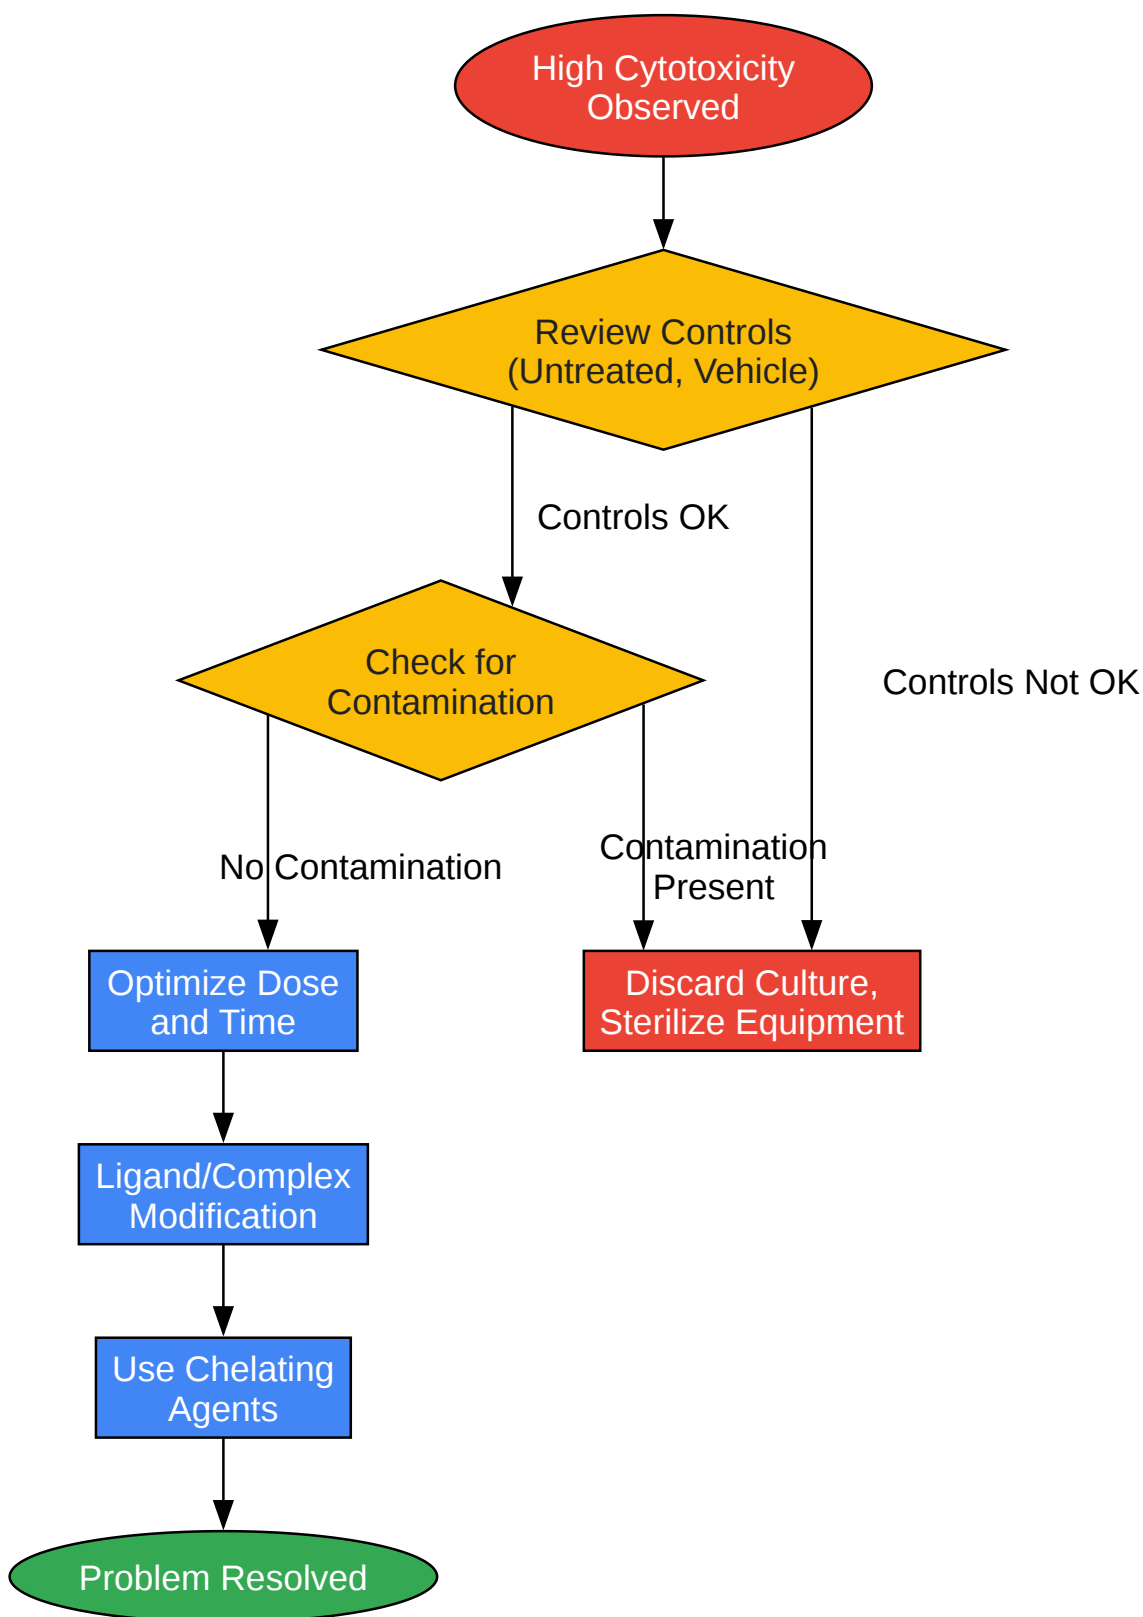 High Cytotoxicity
Observed
Review Controls
(Untreated, Vehicle)
Controls OK
Check for
Contamination
Controls Not OK
No Contamination
Contamination
Present
Optimize Dose
and Time
Discard Culture,
Sterilize Equipment
Ligand/Complex
Modification
Use Chelating
Agents
Problem Resolved